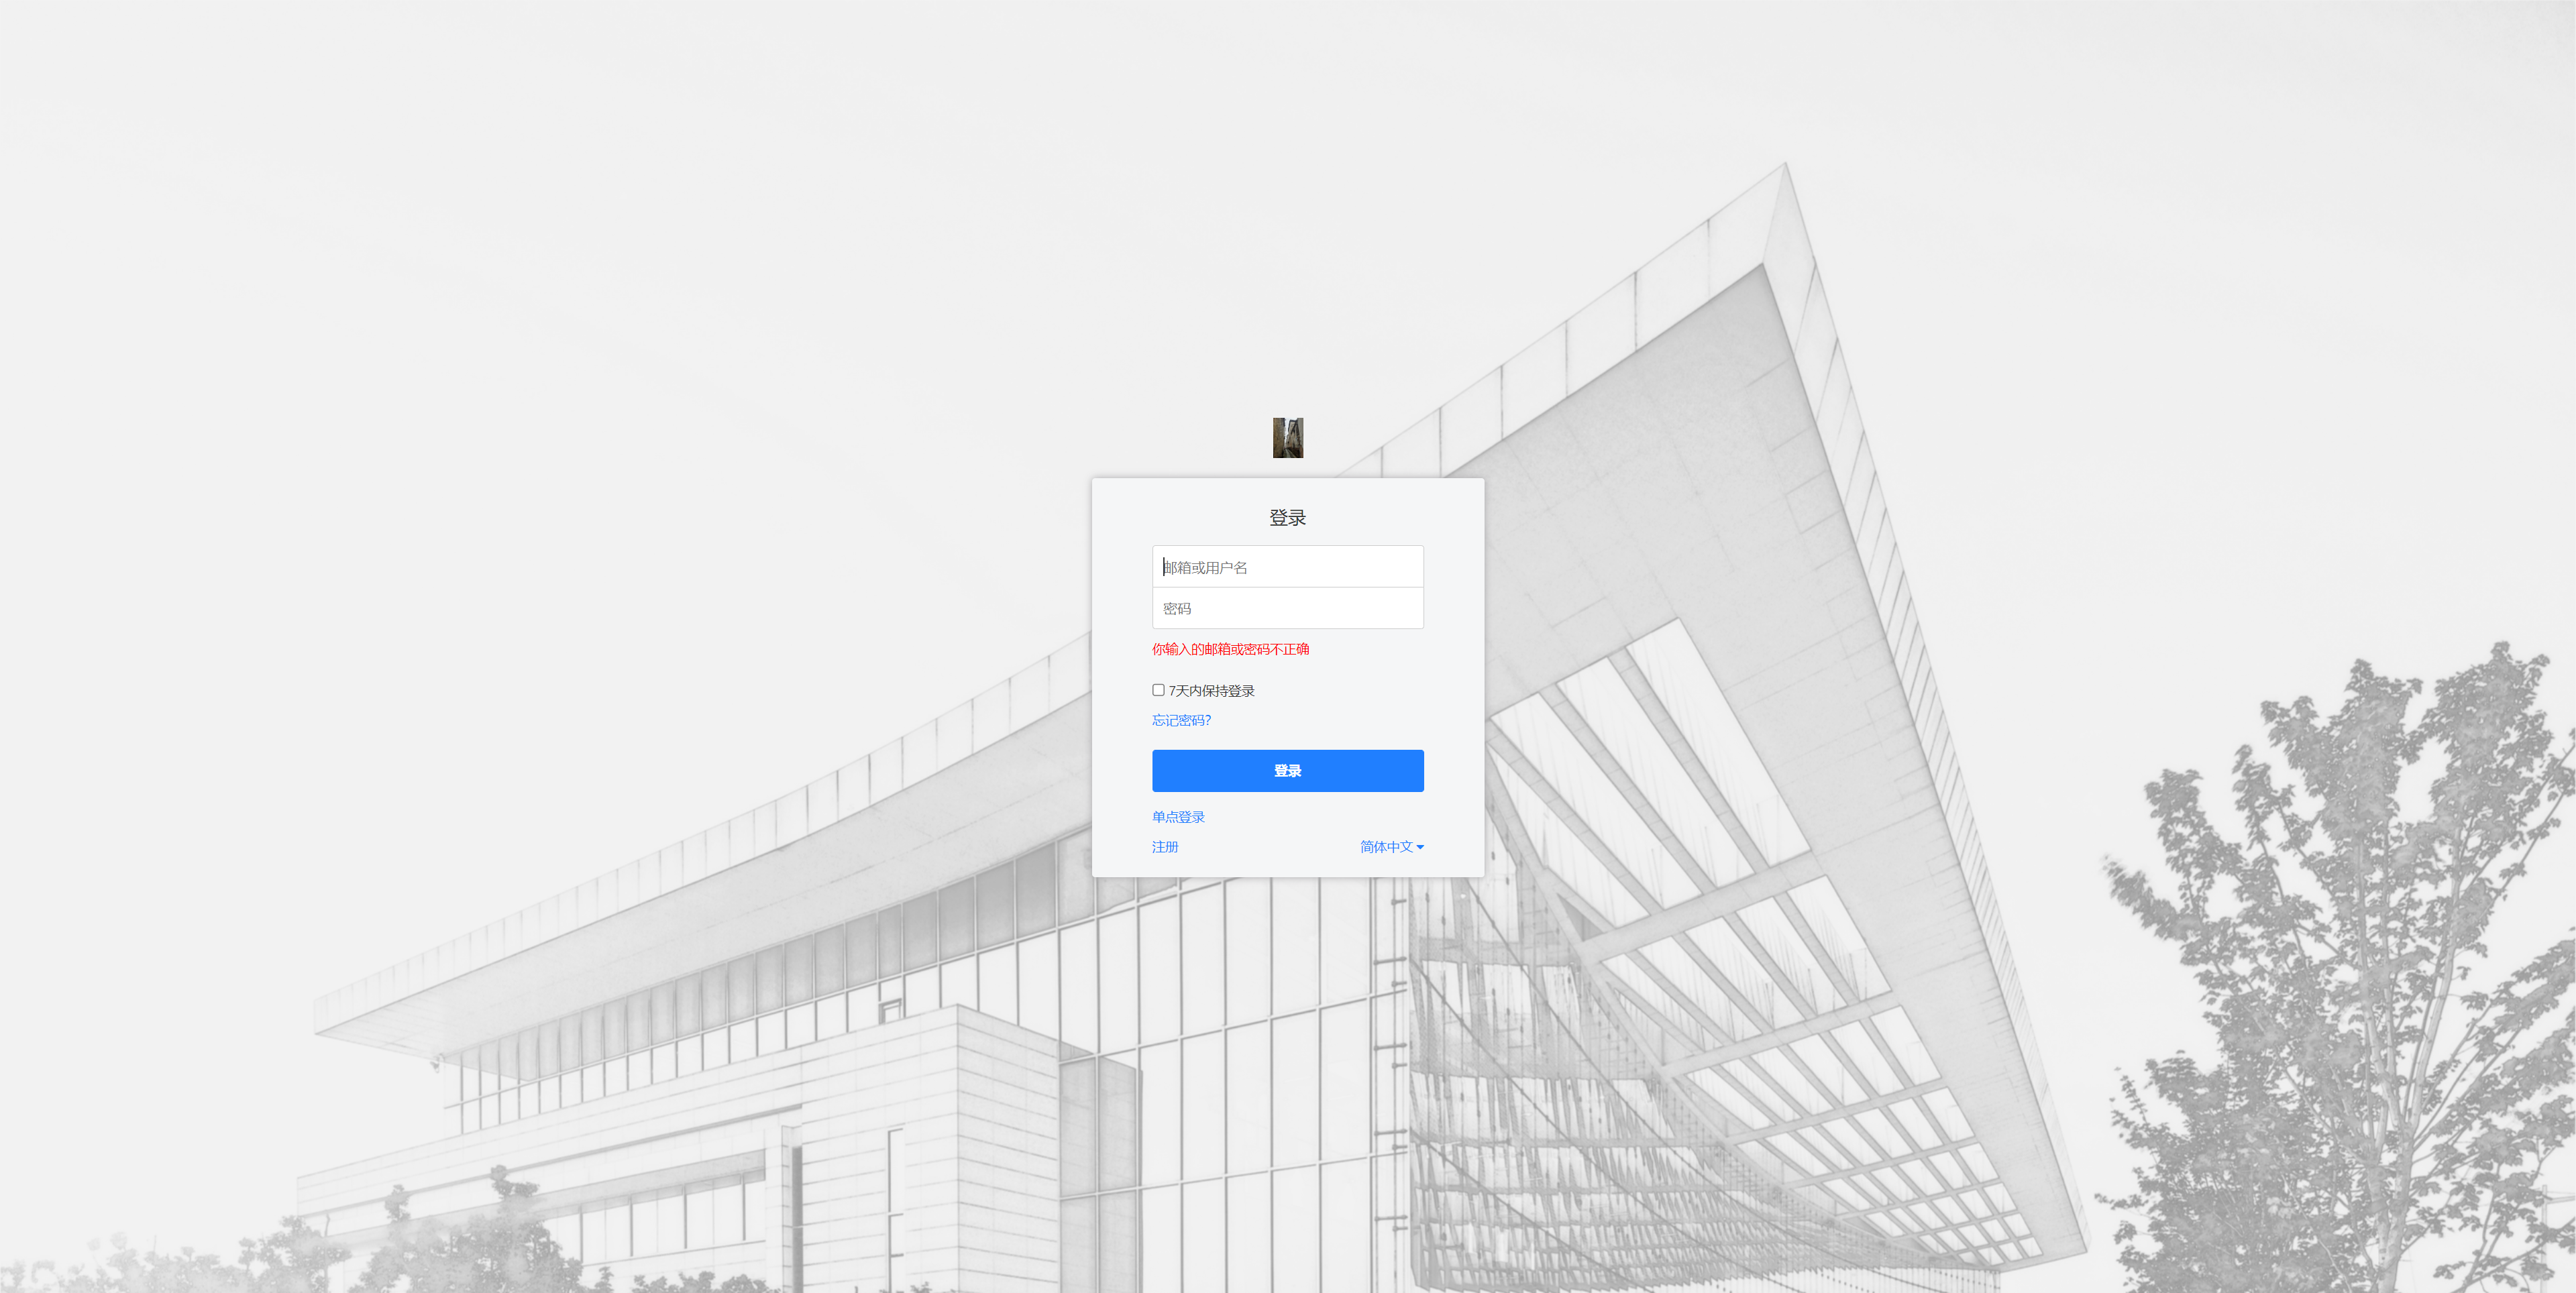 登录
邮箱或用户名
密码
你输入的邮箱或密码不正确
7天内保持登录
忘记密码?
登录
单点登录
注册
简体中文